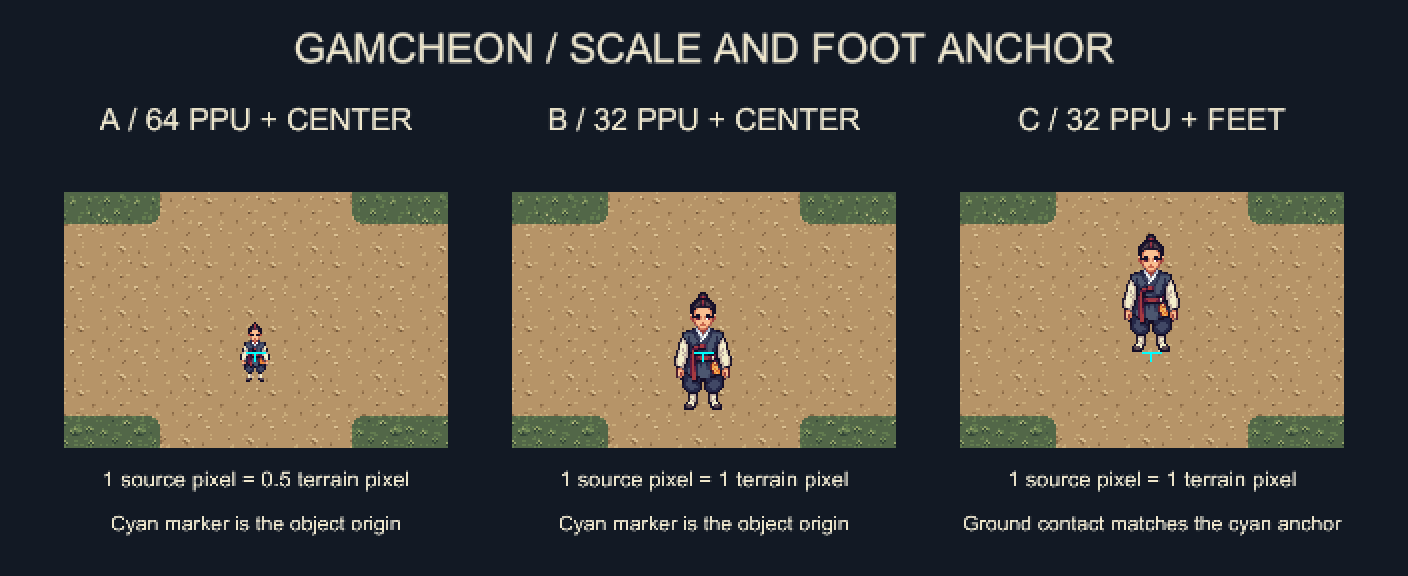 GAMCHEON / SCALE AND FOOT ANCHOR
A / 64 PPU + CENTER
B / 32 PPU + CENTER
C / 32 PPU + FEET
1 source pixel = 0.5 terrain pixel
1 source pixel = 1 terrain pixel
1 source pixel = 1 terrain pixel
Cyan marker is the object origin
Cyan marker is the object origin
Ground contact matches the cyan anchor